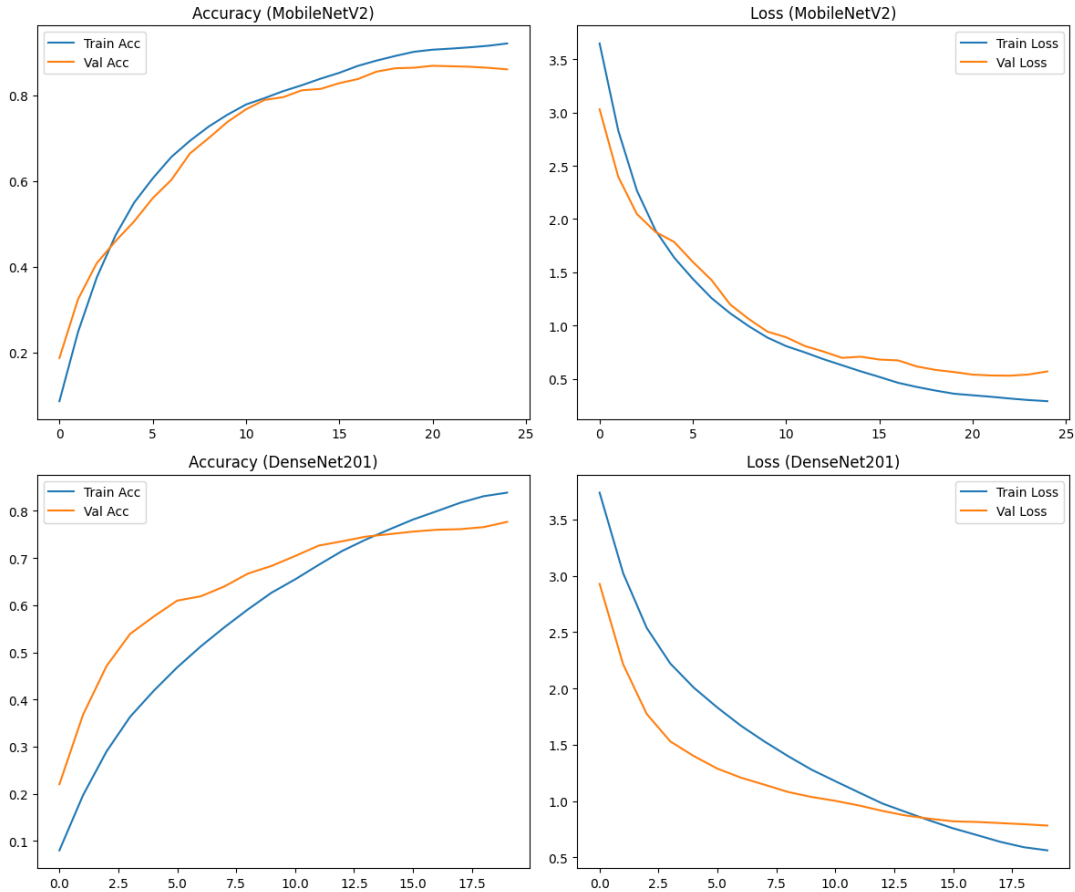 Accuracy (MobileNetV2)
Train Acc
Val Acc
0.8
0.6
0.4
0.2
0 5 10 15 20 25
Loss (MobileNetV2)
Train Loss
Val Loss
3.5
3.0
2.5
2.0
1.5
1.0
0.5
0 5 10 15 20 25
Accuracy (DenseNet201)
Train Acc
Val Acc
0.8
0.7
0.6
0.5
0.4
0.3
0.2
0.1
0.0 2.5 5.0 7.5 10.0 12.5 15.0 17.5
Loss (DenseNet201)
Train Loss
Val Loss
3.5
3.0
2.5
2.0
1.5
1.0
0.5
0.0 2.5 5.0 7.5 10.0 12.5 15.0 17.5